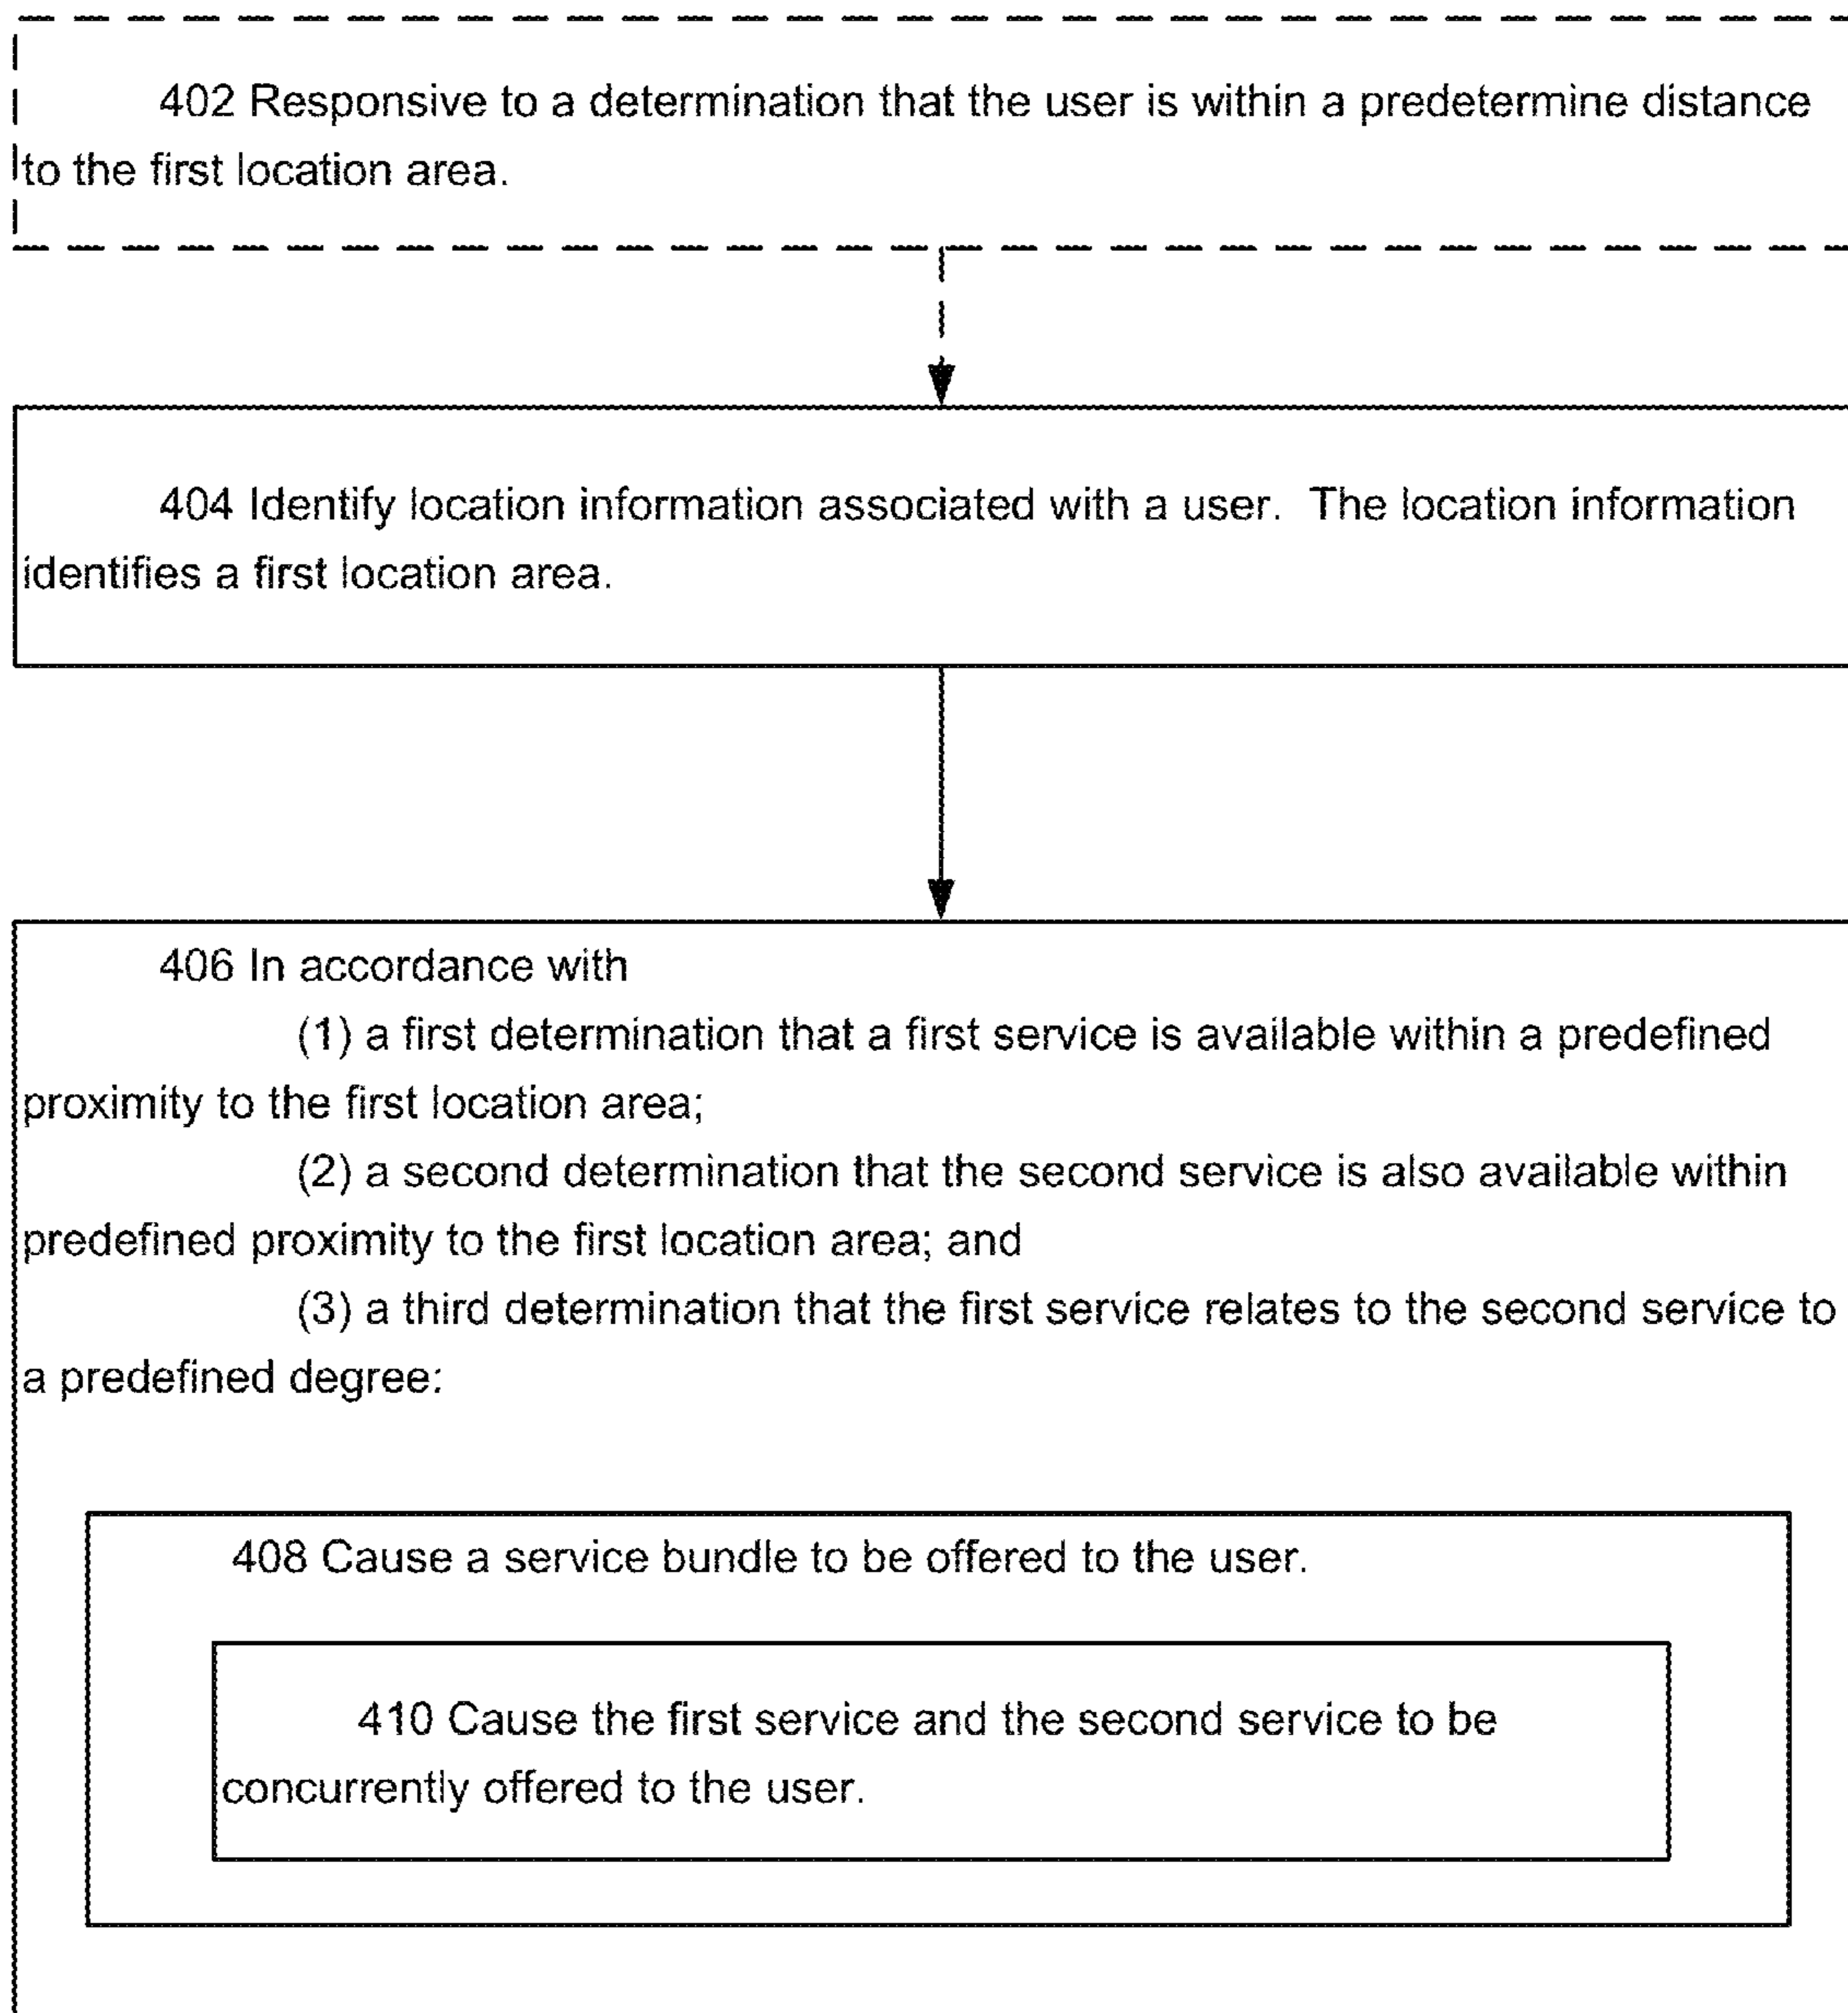 402 Responsive to a determination that the user is within a predetermine distance
to the first location area.
404 Identify location information associated with a user. The location information
identifies a first location area.
406 In accordance with
(1) a first determination that a first service is available within a predefined
proximity to the first location area;
(2) a second determination that the second service is also available within
predefined proximity to the first location area; and
(3) a third determination that the first service relates to the second service to
a predefined degree:
408 Cause a service bundle to be offered to the user.
410 Cause the first service and the second service to be
concurrently offered to the user.